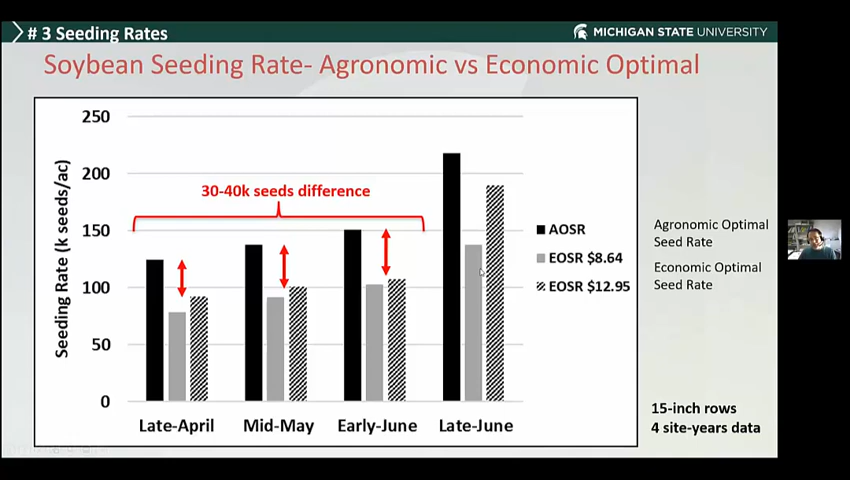 # 3 Seeding Rates
MICHIGAN STATE UNIVERSITY
Soybean Seeding Rate- Agronomic vs Economic Optimal
250
200
150
100
50
0
Seeding Rate (k seeds/ac)
30-40k seeds difference
Late-April
Mid-May
Early-June
Late-June
AOSR
EOSR $8.64
EOSR $12.95
Agronomic Optimal
Seed Rate
Economic Optimal
Seed Rate
15-inch rows
4 site-years data